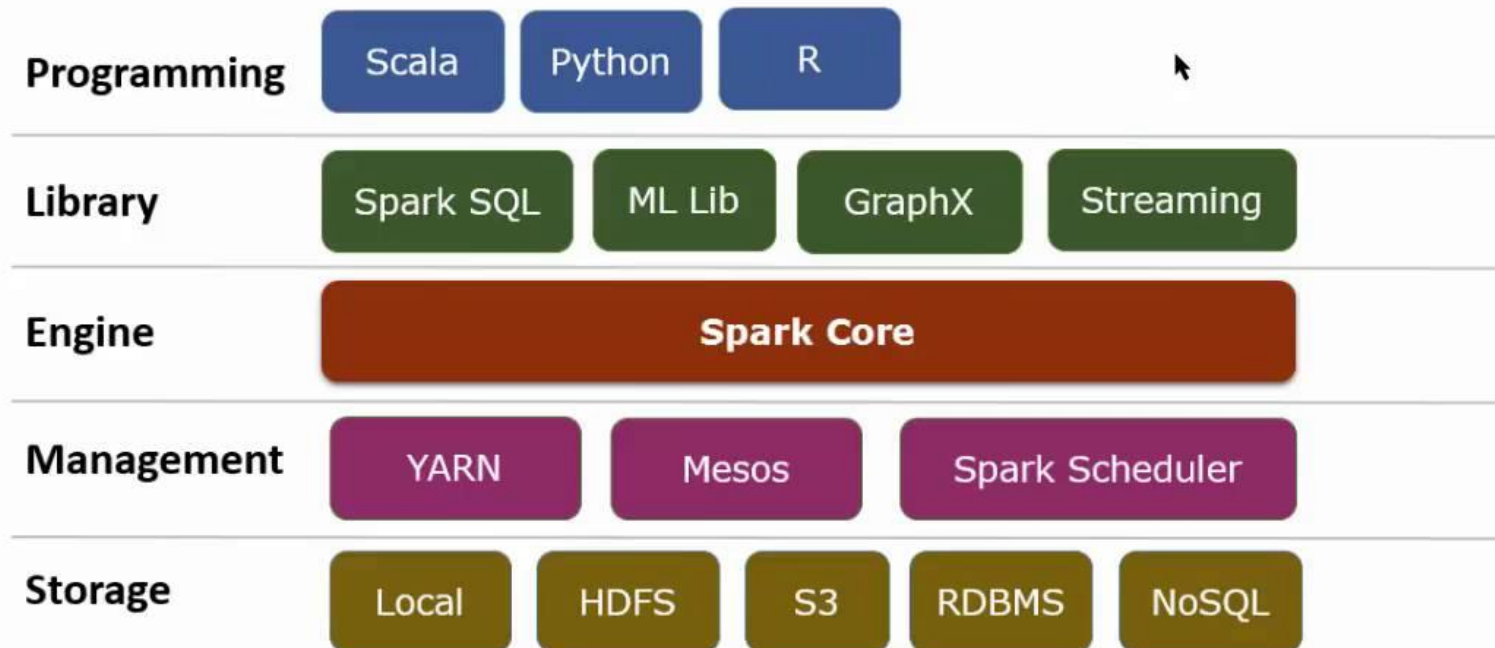 Programming Scala Python R
Library Spark SQL ML Lib GraphX Streaming
Engine Spark Core
Management YARN Mesos Spark Scheduler
Storage Local HDFS S3 RDBMS NoSQL